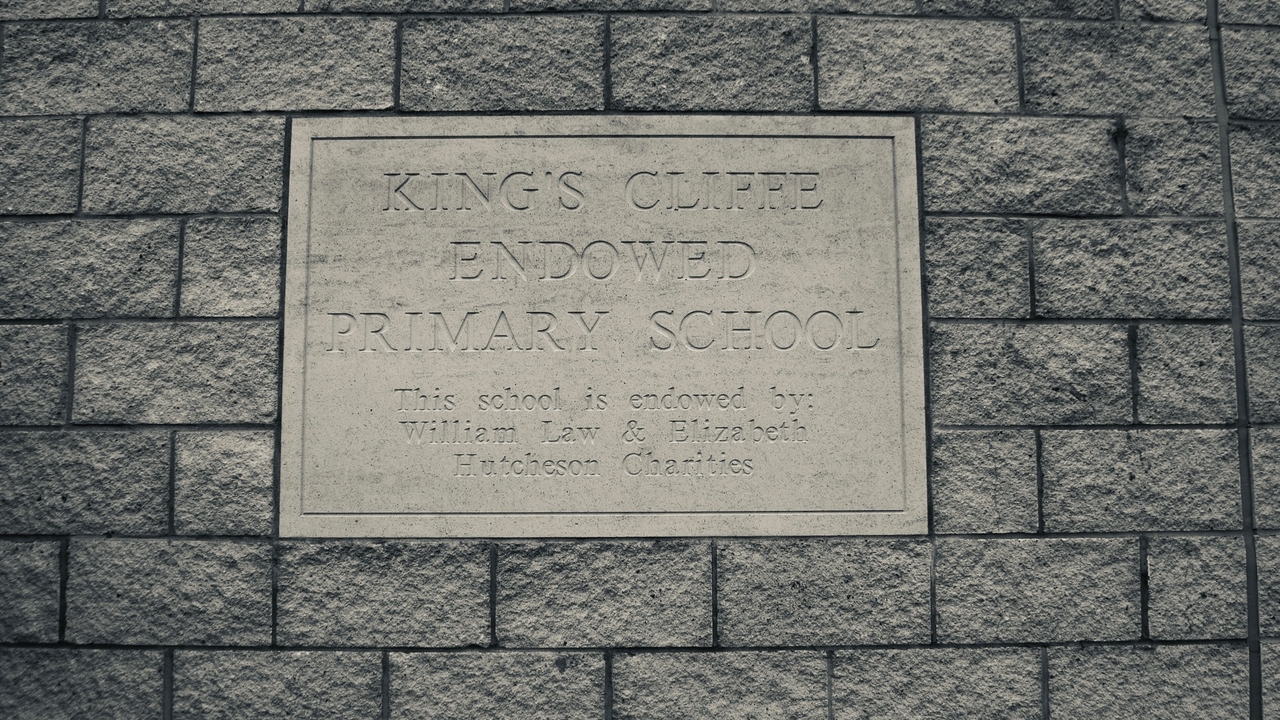 KING'S CLIFFE
ENDOWED
PRIMARY SCHOOL
This school is endowed by:
William Law & Elizabeth
Hutcheson Charities